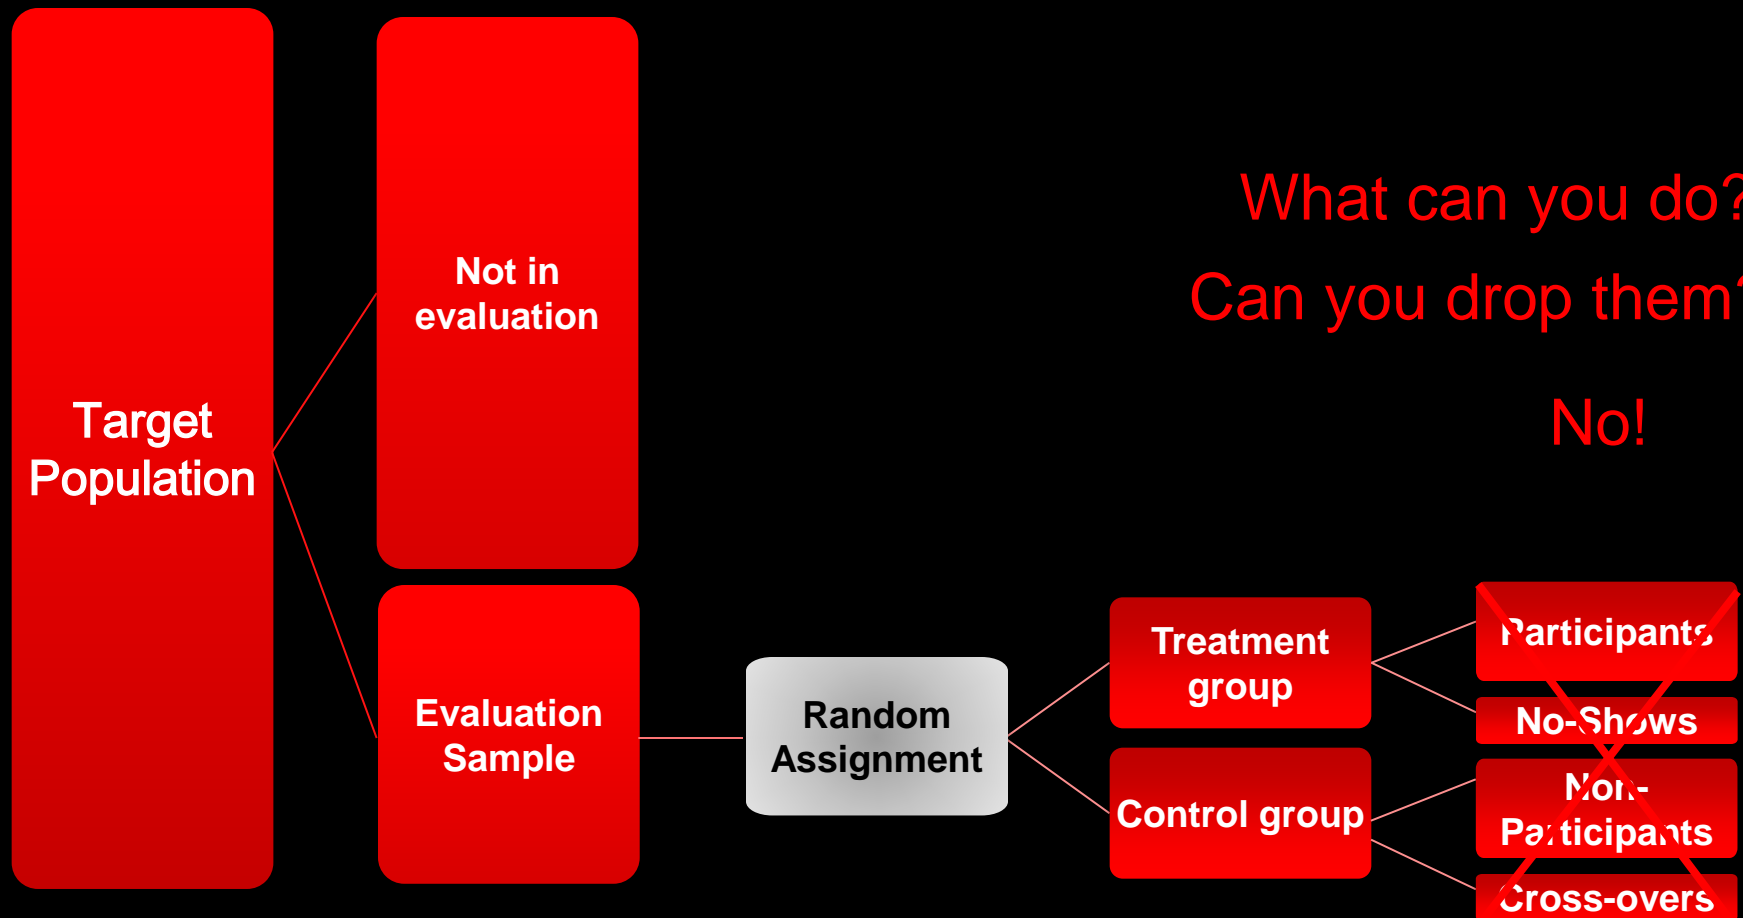 Target
Population
Not in
evaluation
Evaluation
Sample
Random
Assignment
Treatment
group
Control group
Participants
No-Shows
Non-
Participants
Cross-overs
What can you do?
Can you drop them?
No!